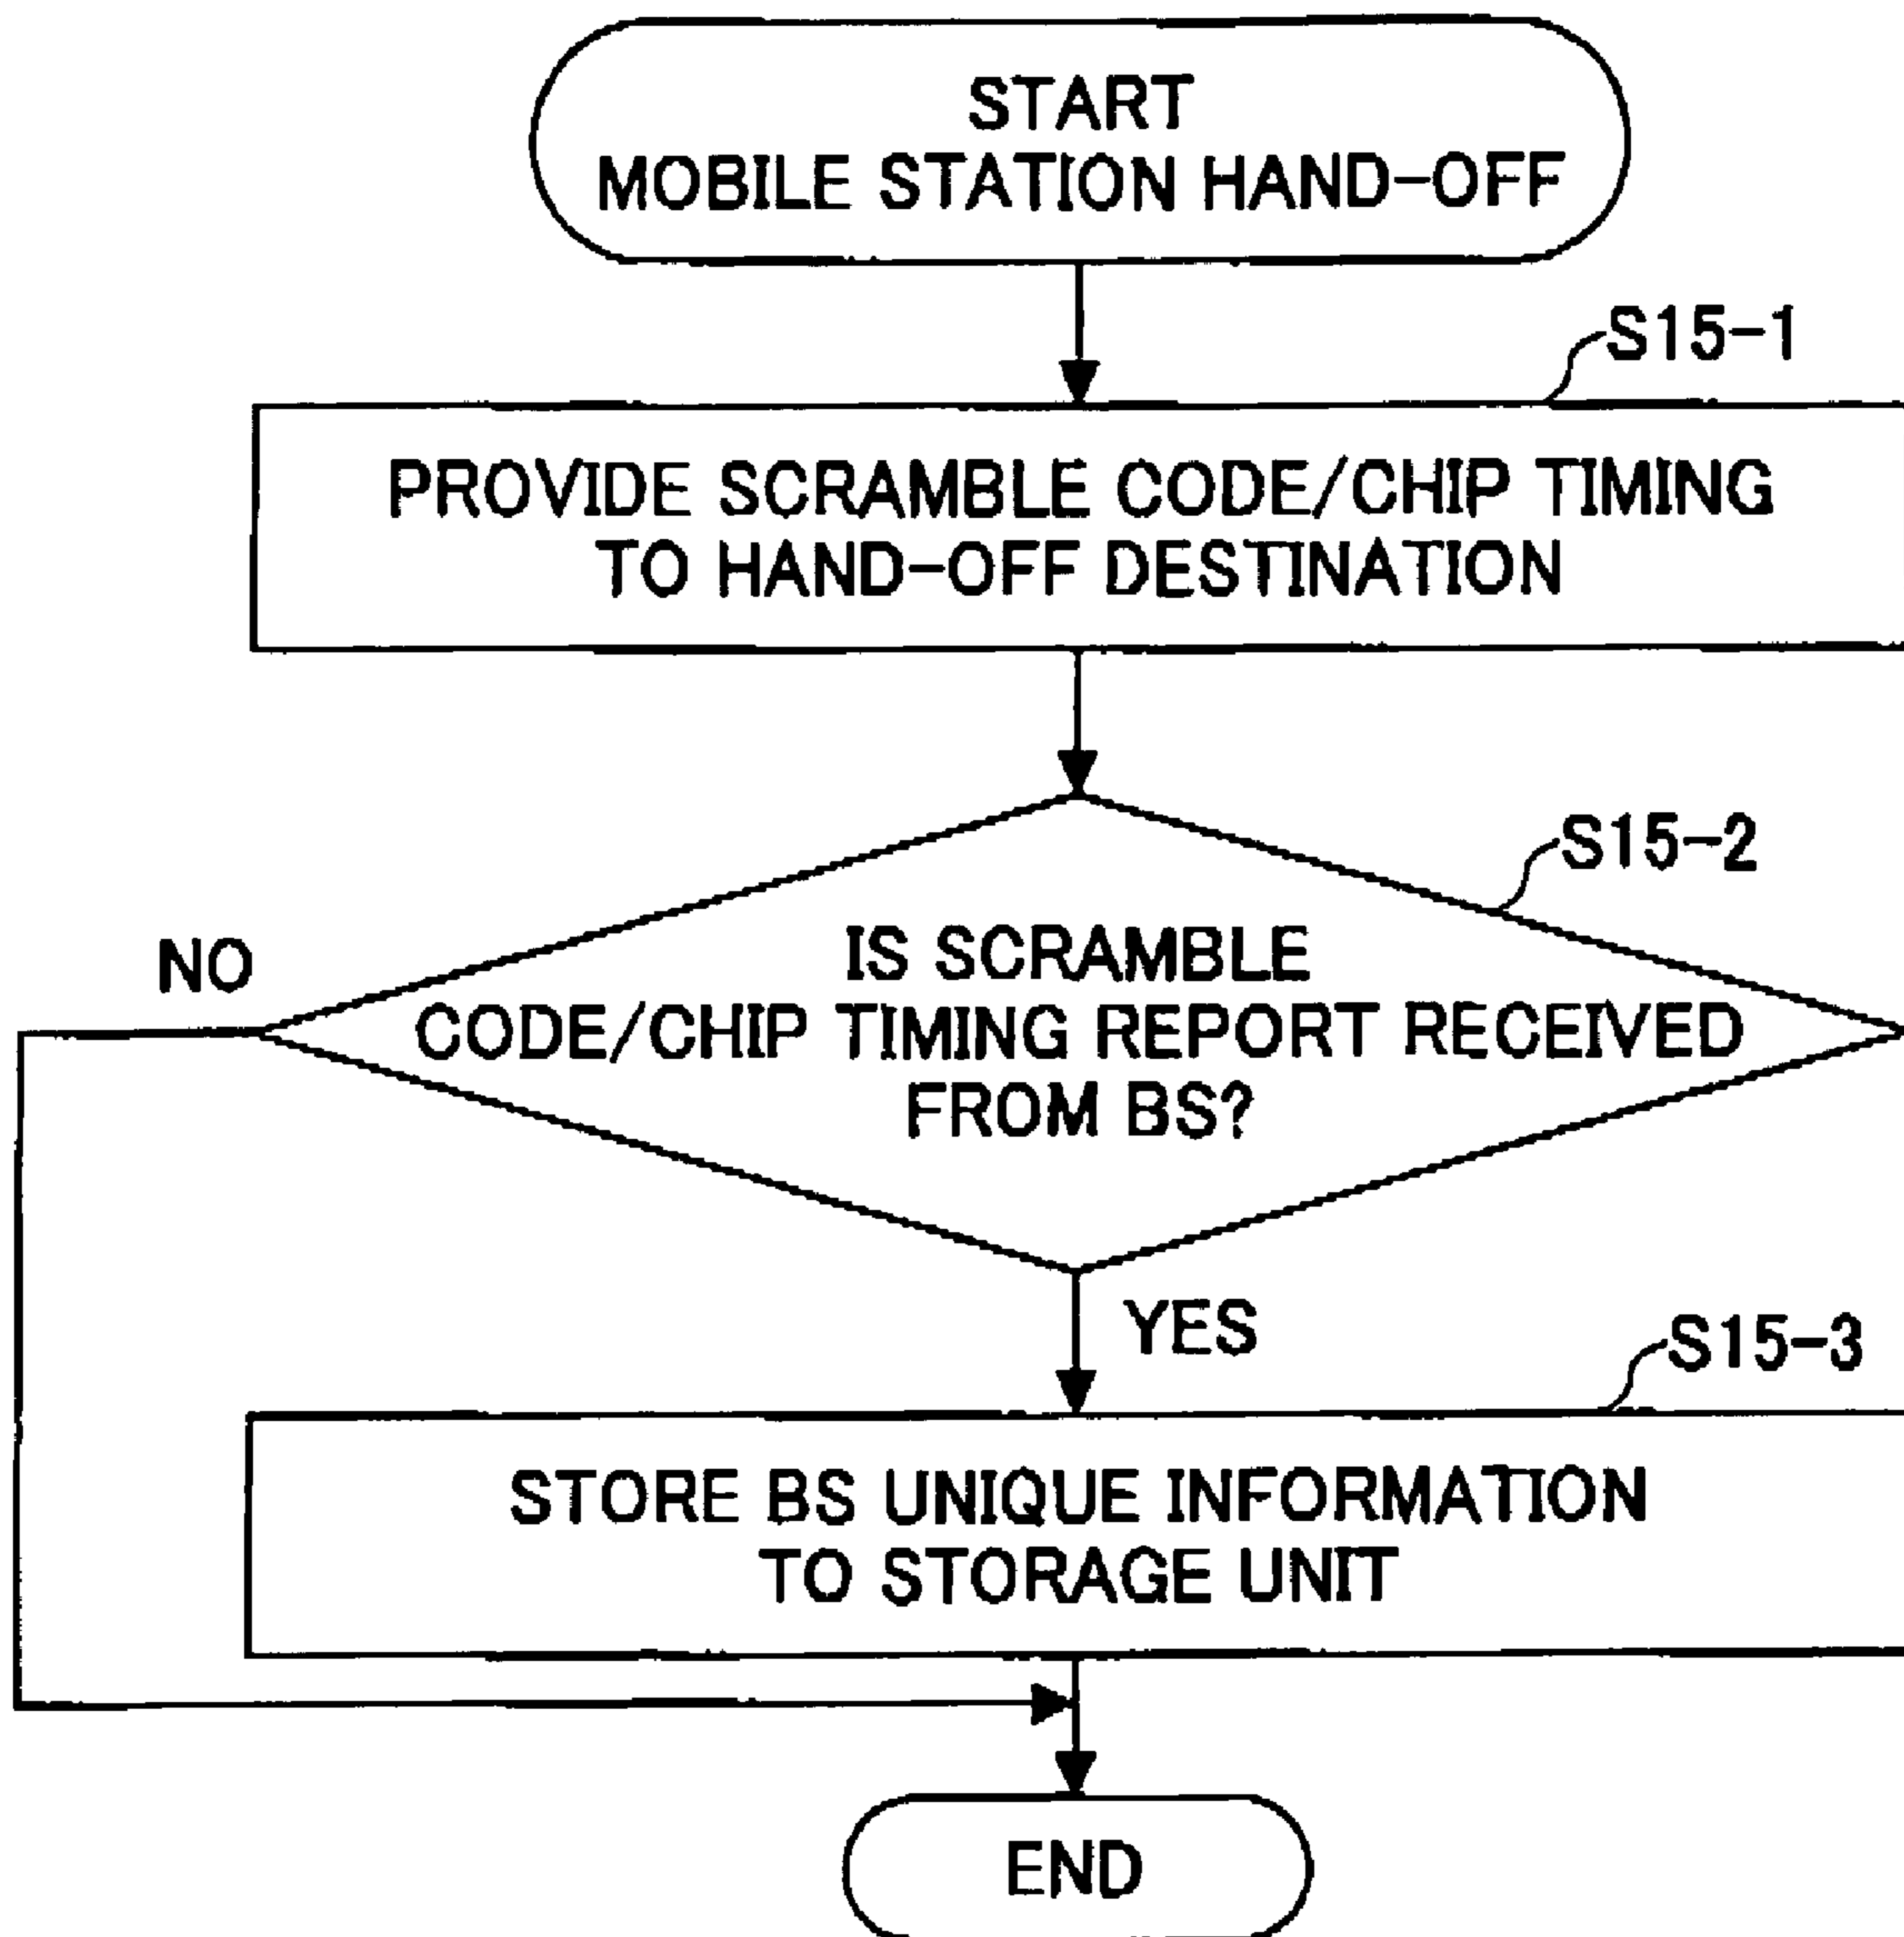 START
MOBILE STATION HAND-OFF
S15-1
PROVIDE SCRAMBLE CODE/CHIP TIMING
TO HAND-OFF DESTINATION
S15-2
NO
IS SCRAMBLE
CODE/CHIP TIMING REPORT RECEIVED
FROM BS?
YES
S15-3
STORE BS UNIQUE INFORMATION
TO STORAGE UNIT
END